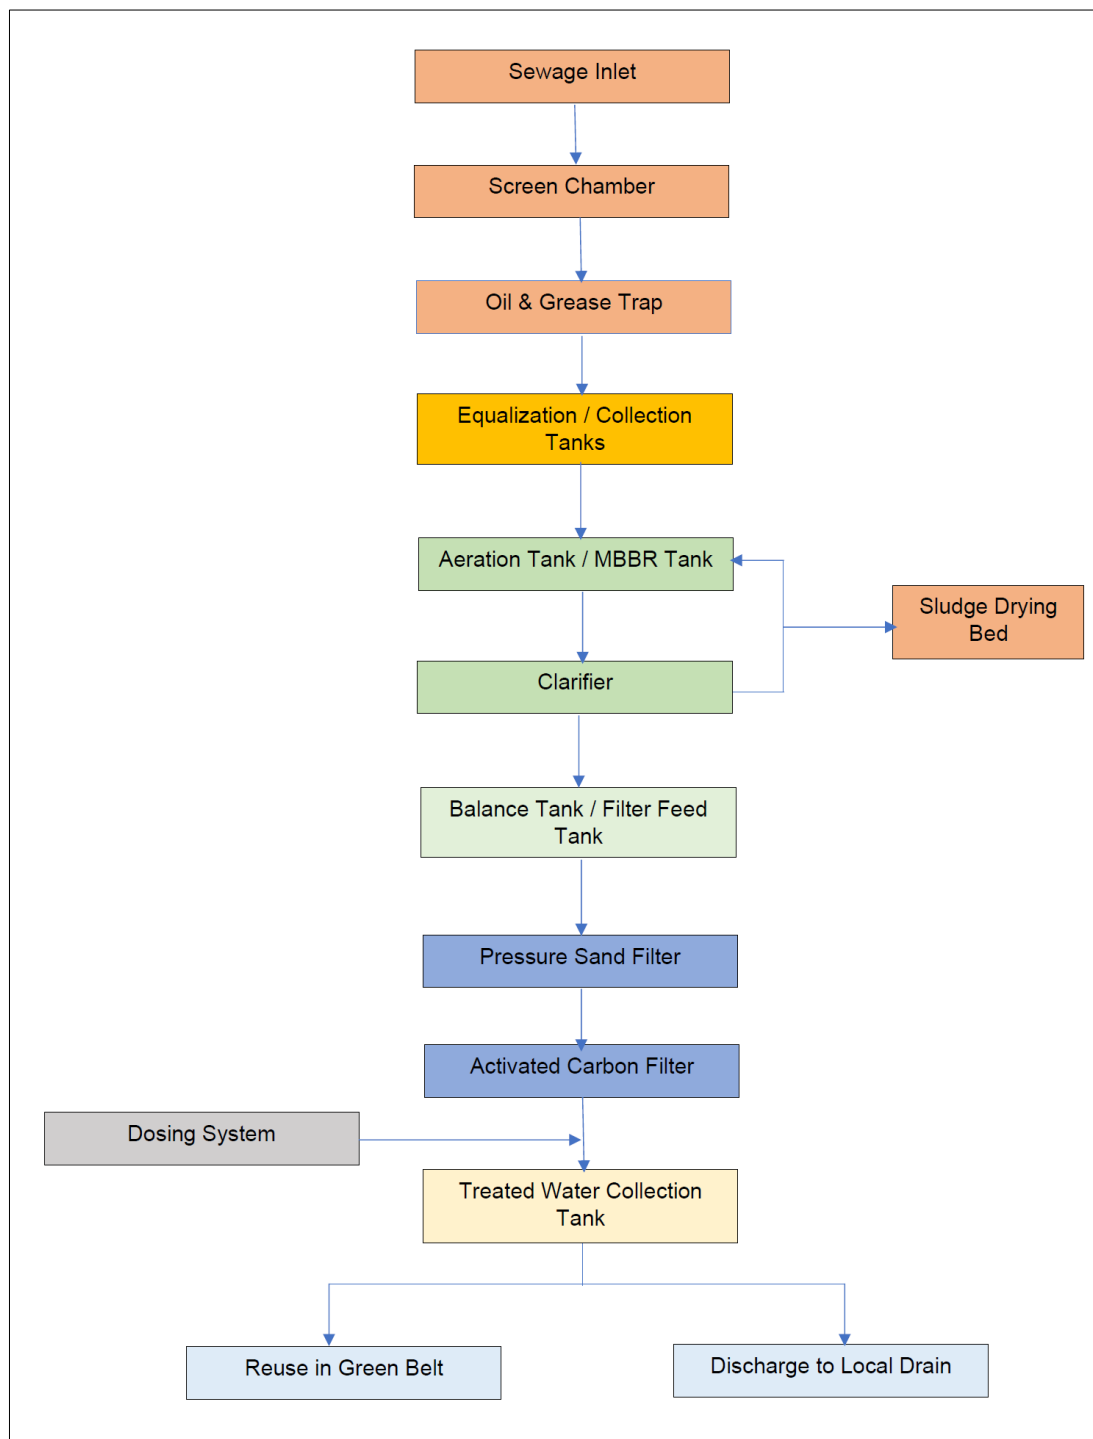 Sewage Inlet
Screen Chamber
Oil & Grease Trap
Equalization / Collection
Tanks
Aeration Tank / MBBR Tank
Sludge Drying
Bed
Clarifier
Balance Tank / Filter Feed
Tank
Pressure Sand Filter
Activated Carbon Filter
Dosing System
Treated Water Collection
Tank
Reuse in Green Belt
Discharge to Local Drain